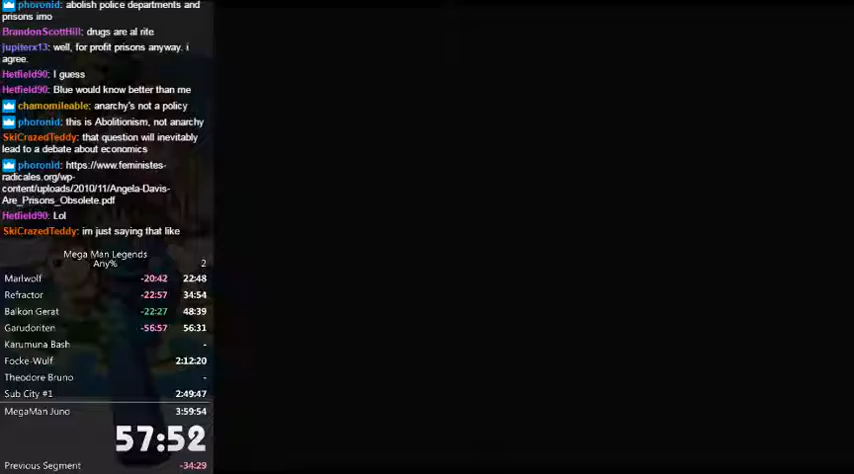 phoronid: abolish police departments and
prisons imo
BrandonScottHill: drugs are al rite
jupiterx13: well, for profit prisons anyway. i
agree.
Hetfield90: I guess
Hetfield90: Blue would know better than me
chamomileable: anarchy's not a policy
phoronid: this is Abolitionism, not anarchy
SkiCrazedTeddy: that question will inevitably
lead to a debate about economics
phoronid: https://www.feministes-
radicales.org/wp-
content/uploads/2010/11/Angela-Davis-
Are_Prisons_Obsolete.pdf
Hetfield90: Lol
SkiCrazedTeddy: im just saying that like
Mega Man Legends
Any% 2
Marlwolf -20:42 22:48
Refractor -22:57 34:54
Balkon Gerat -22:27 48:39
Garudoriten -56:57 56:31
Karumuna Bash -
Focke-Wulf 2:12:20
Theodore Bruno -
Sub City #1 2:49:47
MegaMan Juno 3:59:54
57:52
Previous Segment -34:29